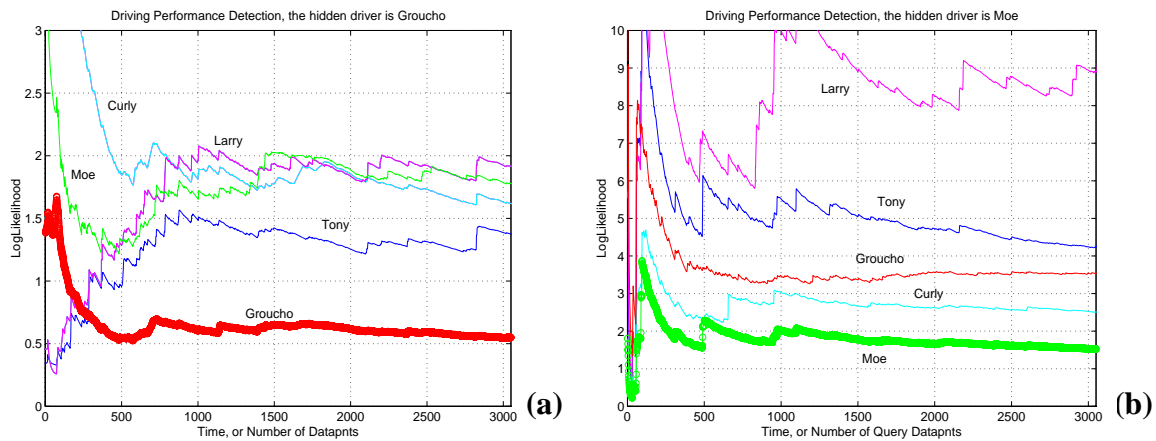 Driving Performance Detection, the hidden driver is Groucho
3
2.5
2
1.5
1
0.5
0
LogLikelihood
Curly
Larry
Moe
Tony
Groucho
0 500 1000 1500 2000 2500 3000
Time, or Number of Datapnts
(a)
Driving Performance Detection, the hidden driver is Moe
10
9
8
7
6
5
4
3
2
1
0
LogLikelihood
Larry
Tony
Groucho
Curly
Moe
0 500 1000 1500 2000 2500 3000
Time, or Number of Query Datapnts
(b)